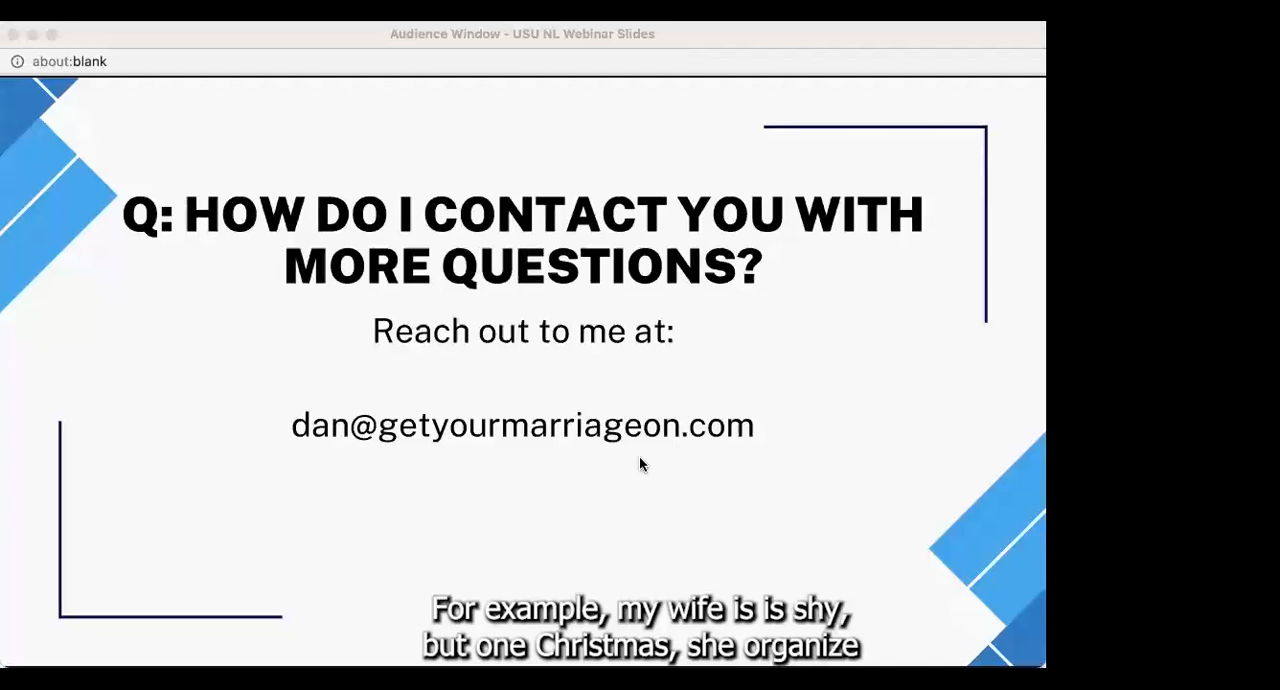 Audience Window - USU NL Webinar Slides
about:blank
Q: HOW DO I CONTACT YOU WITH
MORE QUESTIONS?
Reach out to me at:
dan@getyourmarriageon.com
For example, my wife is is shy,
but one Christmas, she organize